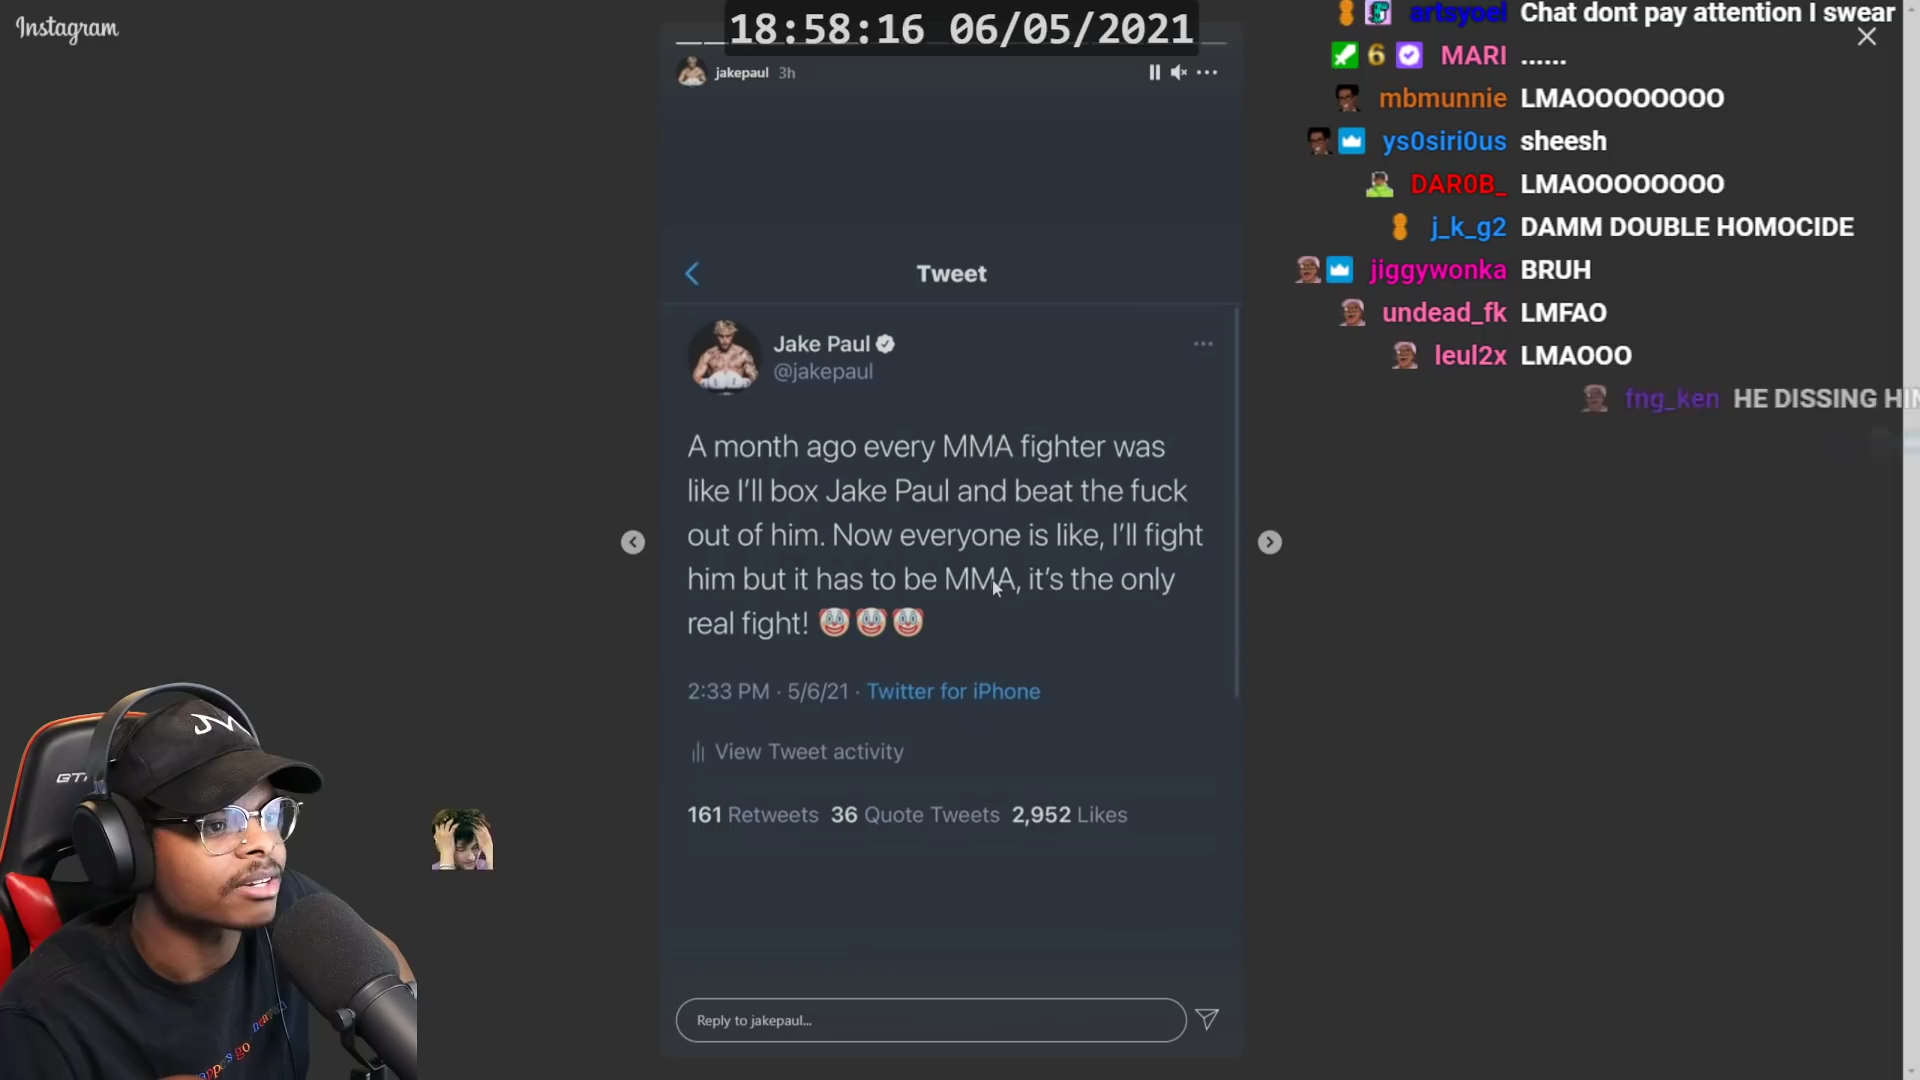 Instagram
18:58:16 06/05/2021
jakepaul 3h
Tweet
Jake Paul
@jakepaul
A month ago every MMA fighter was
like I'll box Jake Paul and beat the fuck
out of him. Now everyone is like, I'll fight
him but it has to be MMA, it's the only
real fight! 🤡🤡🤡
2:33 PM · 5/6/21 · Twitter for iPhone
View Tweet activity
161 Retweets 36 Quote Tweets 2,952 Likes
Reply to jakepaul...
artsyoel Chat dont pay attention I swear
6 MARI ......
mbmunnie LMAOOOOOOOO
ys0siri0us sheesh
DAR0B_ LMAOOOOOOOO
j_k_g2 DAMM DOUBLE HOMOCIDE
jiggywonka BRUH
undead_fk LMFAO
leul2x LMAOOO
fng_ken HE DISSING